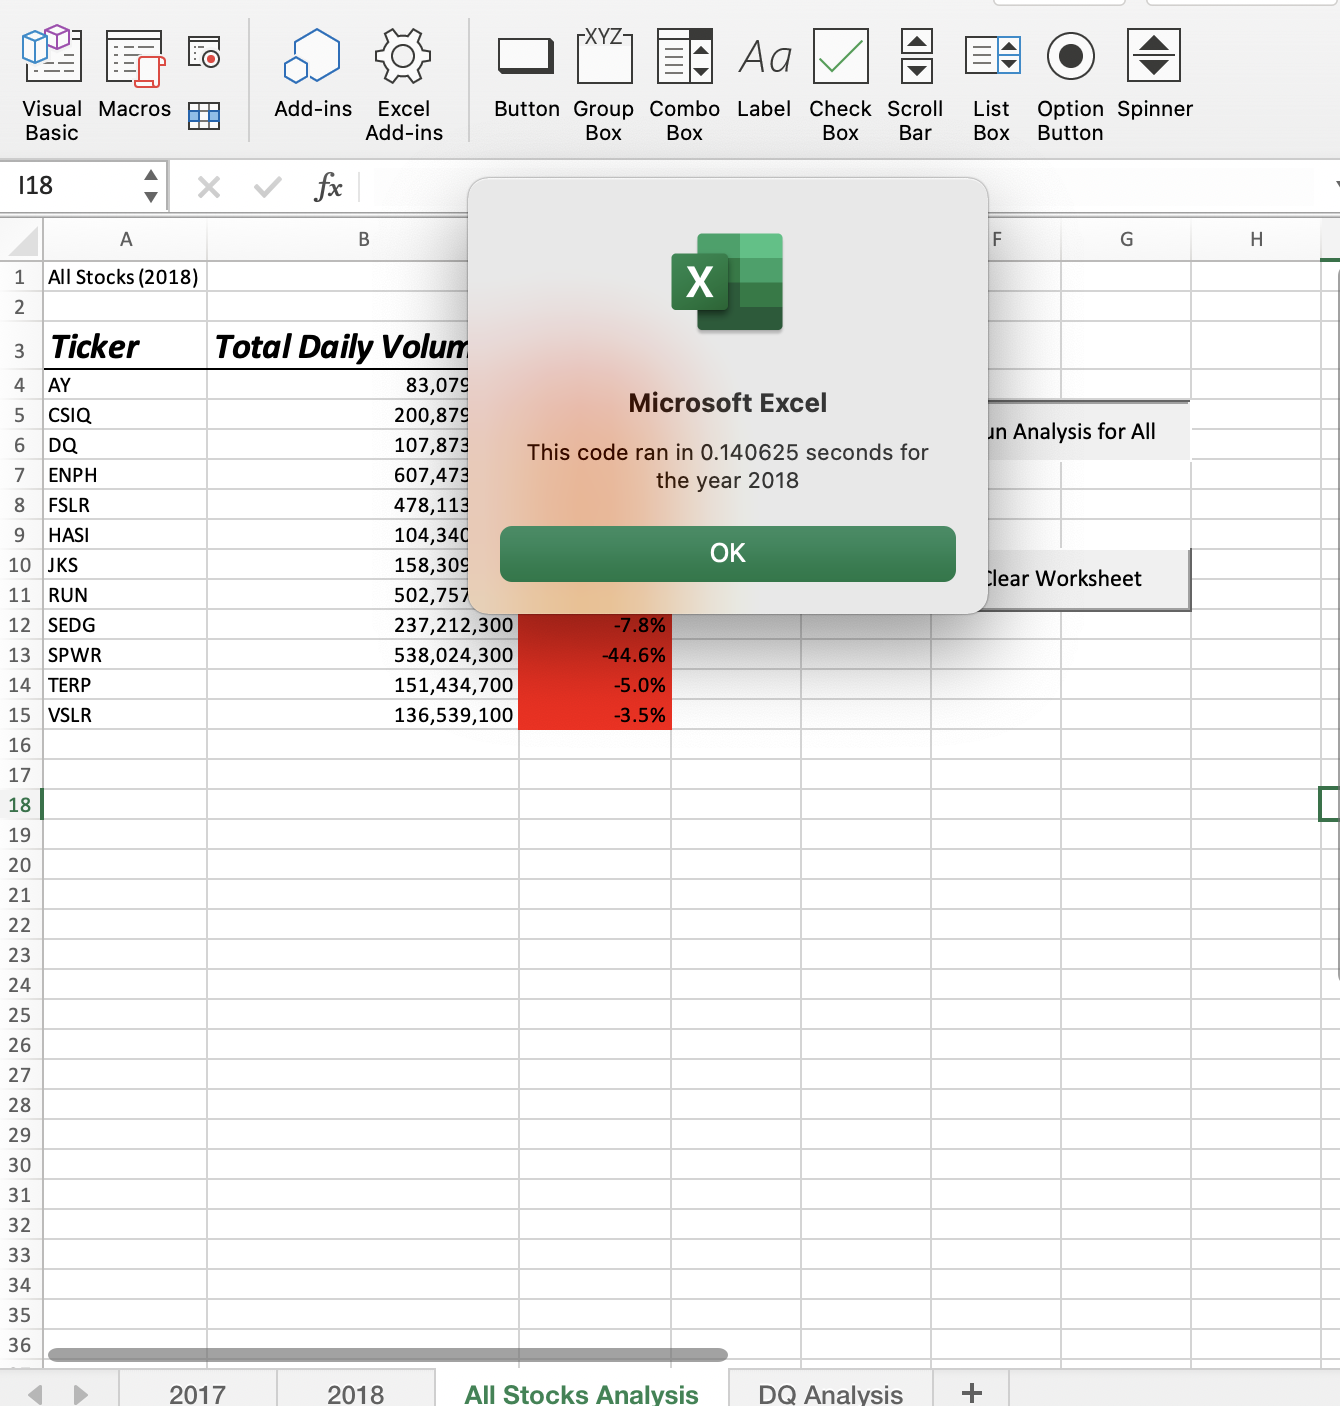 Visual Basic
Macros
Add-ins
Excel Add-ins
Button
XYZ
Group Box
Combo Box
Aa
Label
Check Box
Scroll Bar
List Box
Option Button
Spinner
I18
fx
A B F G H
1 All Stocks (2018)
2
3 Ticker Total Daily Volum
4 AY 83,079
5 CSIQ 200,879
6 DQ 107,873
7 ENPH 607,473
8 FSLR 478,113
9 HASI 104,340
10 JKS 158,309
11 RUN 502,757
12 SEDG 237,212,300 -7.8%
13 SPWR 538,024,300 -44.6%
14 TERP 151,434,700 -5.0%
15 VSLR 136,539,100 -3.5%
16
17
18
19
20
21
22
23
24
25
26
27
28
29
30
31
32
33
34
35
36
X
Microsoft Excel
This code ran in 0.140625 seconds for
the year 2018
OK
un Analysis for All
Clear Worksheet
2017 2018 All Stocks Analysis DQ Analysis +